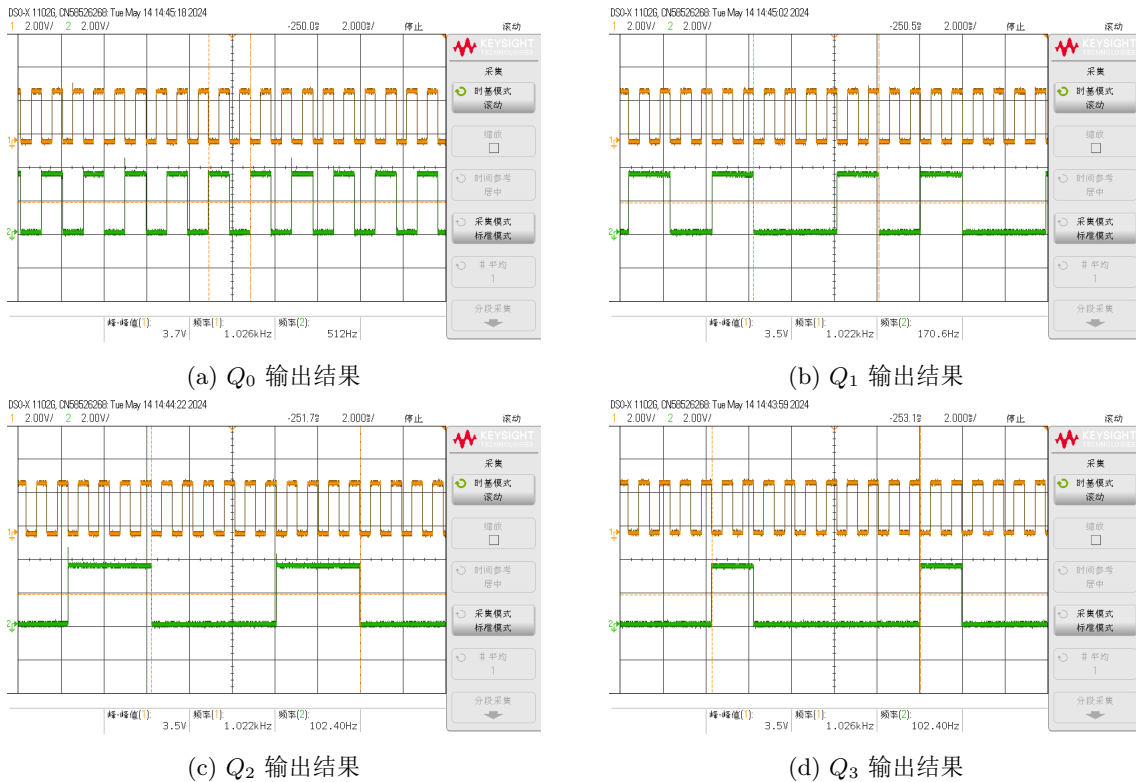 DSO-X 1102G, CN58526268: Tue May 14 14:45:18 2024
1 2.00V/ 2 2.00V/ -250.0s 2.000s/ 停止 滚动
KEYSIGHT
TECHNOLOGIES
采集
时基模式
滚动
缩放
时间参考
居中
采集模式
标准模式
# 平均
1
分段采集
峰-峰值(1): 频率(1): 频率(2):
3.7V 1.026kHz 512Hz
(a) Q0 输出结果
DSO-X 1102G, CN58526268: Tue May 14 14:45:02 2024
1 2.00V/ 2 2.00V/ -250.5s 2.000s/ 停止 滚动
KEYSIGHT
TECHNOLOGIES
采集
时基模式
滚动
缩放
时间参考
居中
采集模式
标准模式
# 平均
1
分段采集
峰-峰值(1): 频率(1): 频率(2):
3.5V 1.022kHz 170.6Hz
(b) Q1 输出结果
DSO-X 1102G, CN58526268: Tue May 14 14:44:22 2024
1 2.00V/ 2 2.00V/ -251.7s 2.000s/ 停止 滚动
KEYSIGHT
TECHNOLOGIES
采集
时基模式
滚动
缩放
时间参考
居中
采集模式
标准模式
# 平均
1
分段采集
峰-峰值(1): 频率(1): 频率(2):
3.5V 1.022kHz 102.40Hz
(c) Q2 输出结果
DSO-X 1102G, CN58526268: Tue May 14 14:43:59 2024
1 2.00V/ 2 2.00V/ -253.1s 2.000s/ 停止 滚动
KEYSIGHT
TECHNOLOGIES
采集
时基模式
滚动
缩放
时间参考
居中
采集模式
标准模式
# 平均
1
分段采集
峰-峰值(1): 频率(1): 频率(2):
3.5V 1.026kHz 102.40Hz
(d) Q3 输出结果